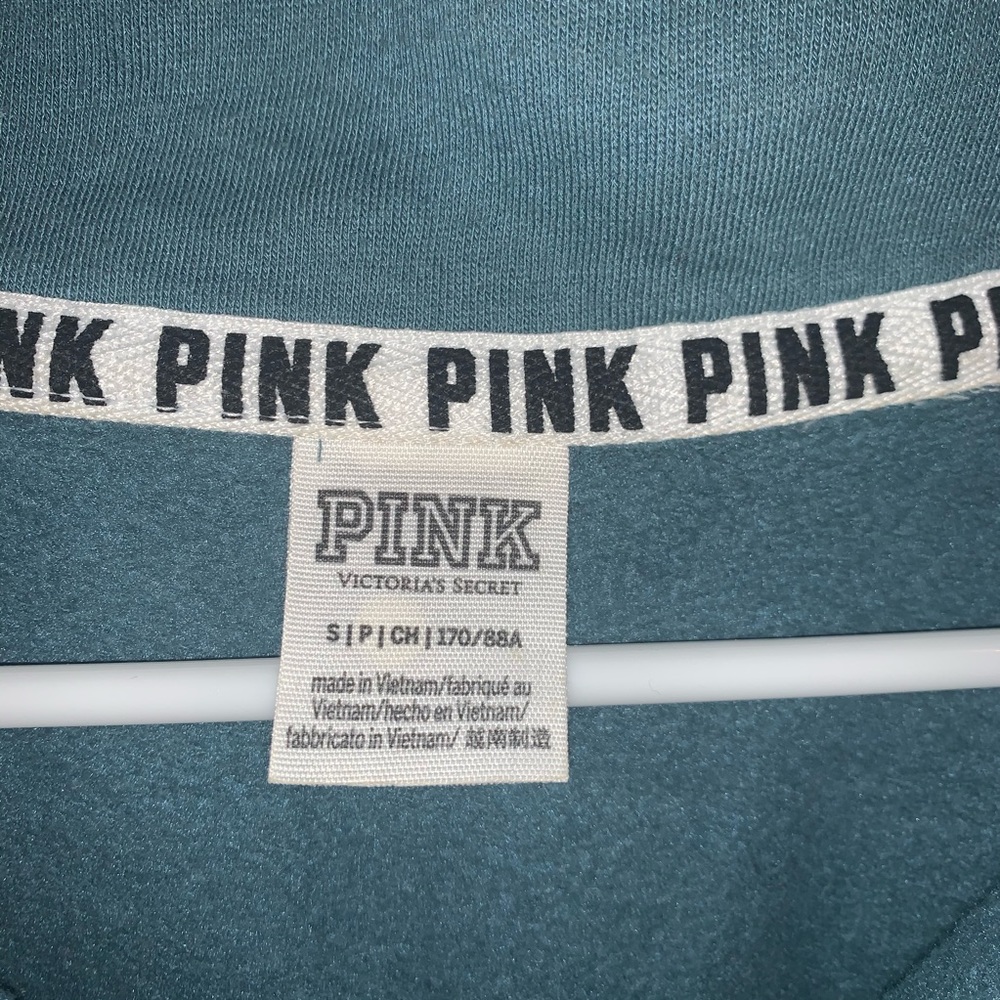 NK PINK PINK PINK PI
PINK
VICTORIA'S SECRET
S|P|CH|170/88A
made in Vietnam/fabriqué au
Vietnam/hecho en Vietnam/
fabbricato in Vietnam/ 越南制造